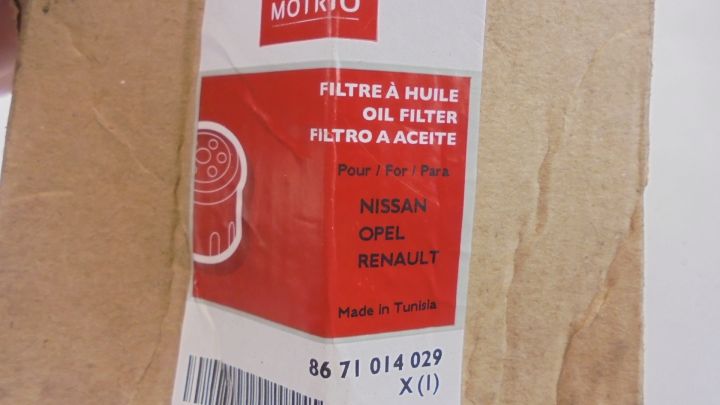 MOTRIO
FILTRE À HUILE
OIL FILTER
FILTRO A ACEITE
Pour / For / Para
NISSAN
OPEL
RENAULT
Made in Tunisia
86 71 014 029
X(1)